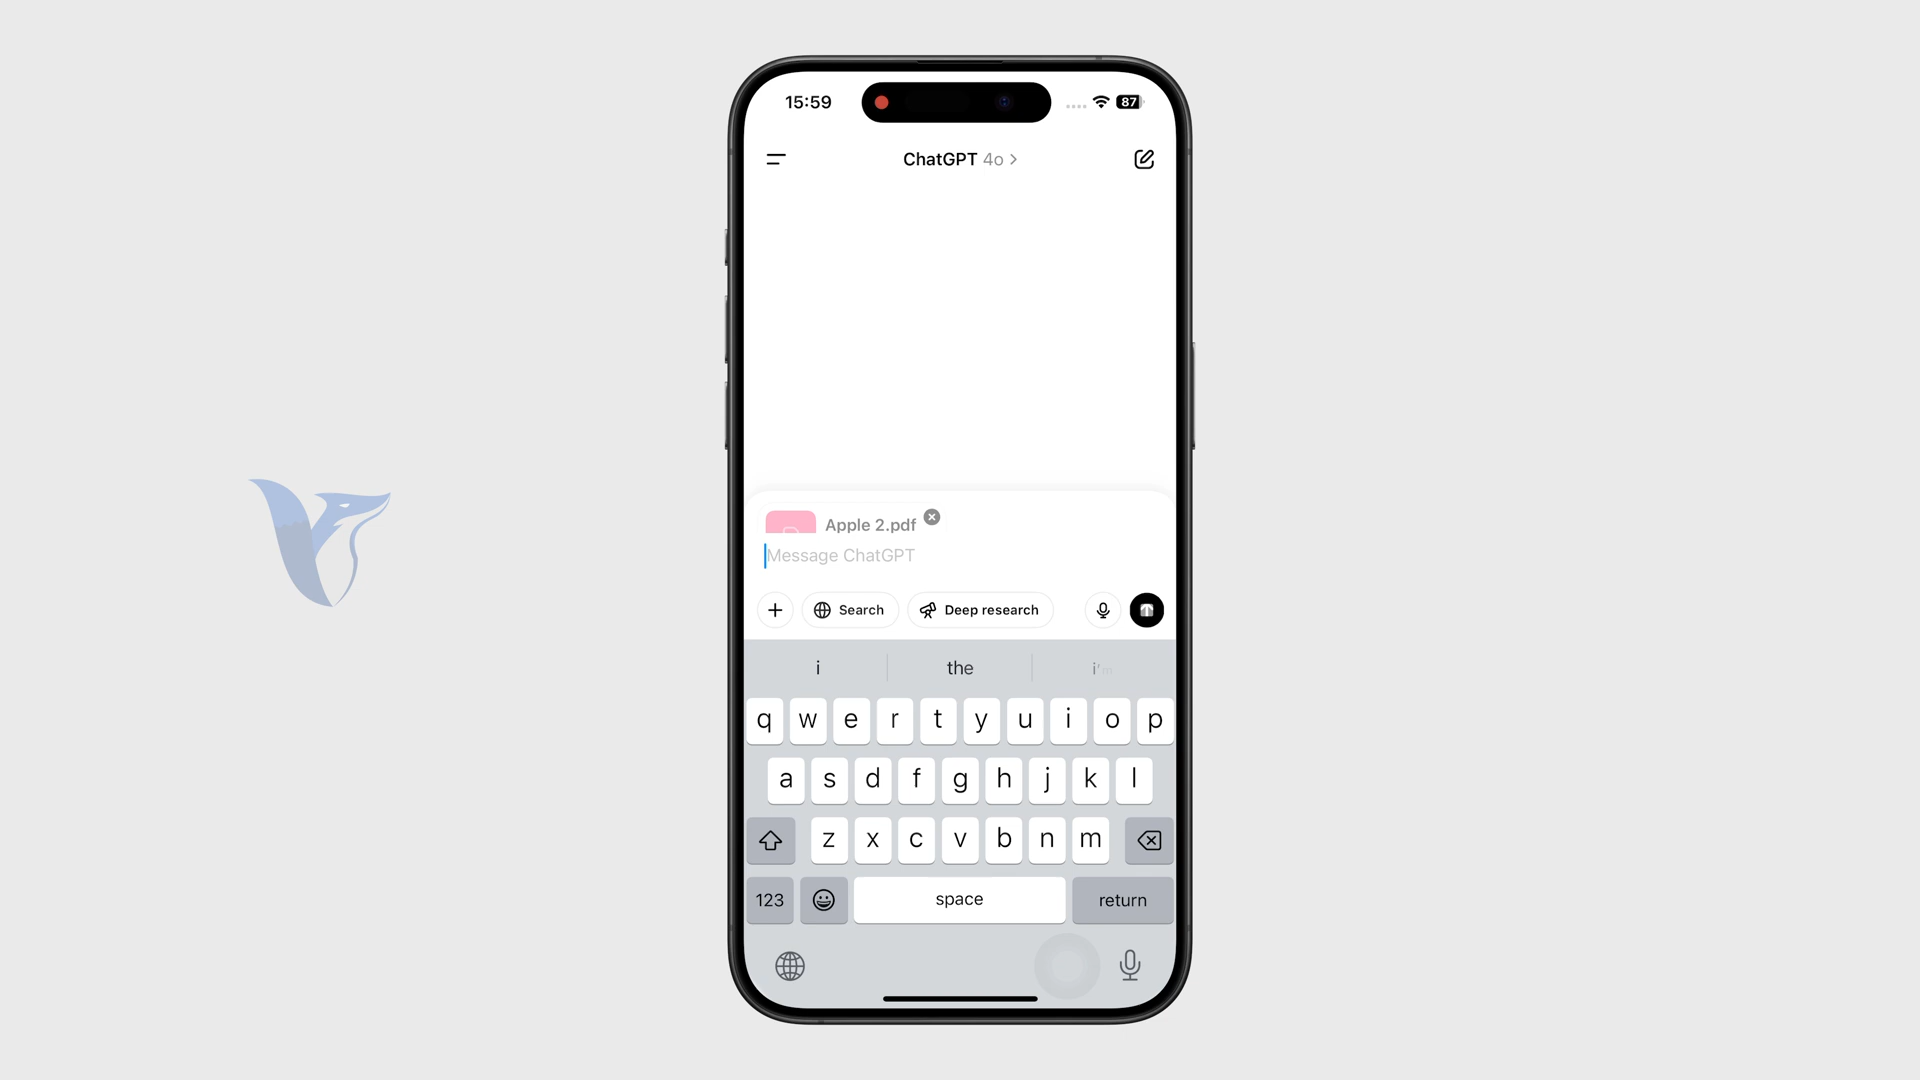 15:59
87
ChatGPT 4o >
Apple 2.pdf
Message ChatGPT
Search
Deep research
i
the
i'm
q w e r t y u i o p
a s d f g h j k l
z x c v b n m
123
space
return